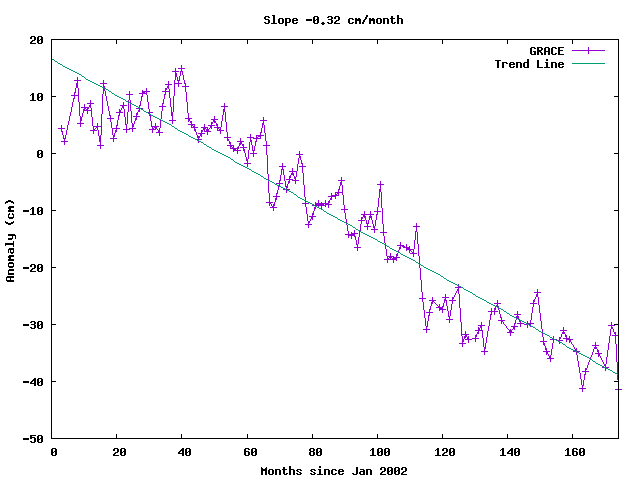 Slope -0.32 cm/month
GRACE
Trend Line
20
10
0
-10
-20
-30
-40
-50
Anomaly (cm)
0 20 40 60 80 100 120 140 160
Months since Jan 2002